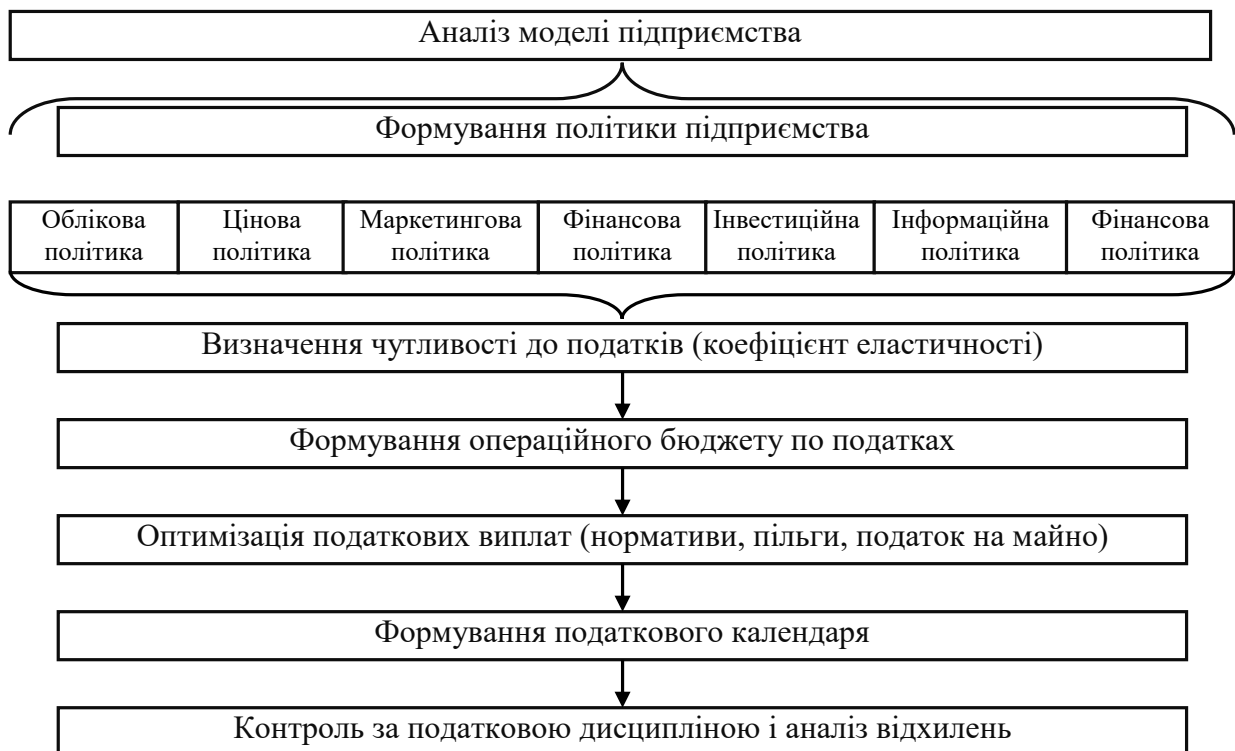 Аналіз моделі підприємства
Формування політики підприємства
Облікова Цінова Маркетингова Фінансова Інвестиційна Інформаційна Фінансова
політика політика політика політика політика політика політика
Визначення чутливості до податків (коефіцієнт еластичності)
Формування операційного бюджету по податках
Оптимізація податкових виплат (нормативи, пільги, податок на майно)
Формування податкового календаря
Контроль за податковою дисципліною і аналіз відхилень